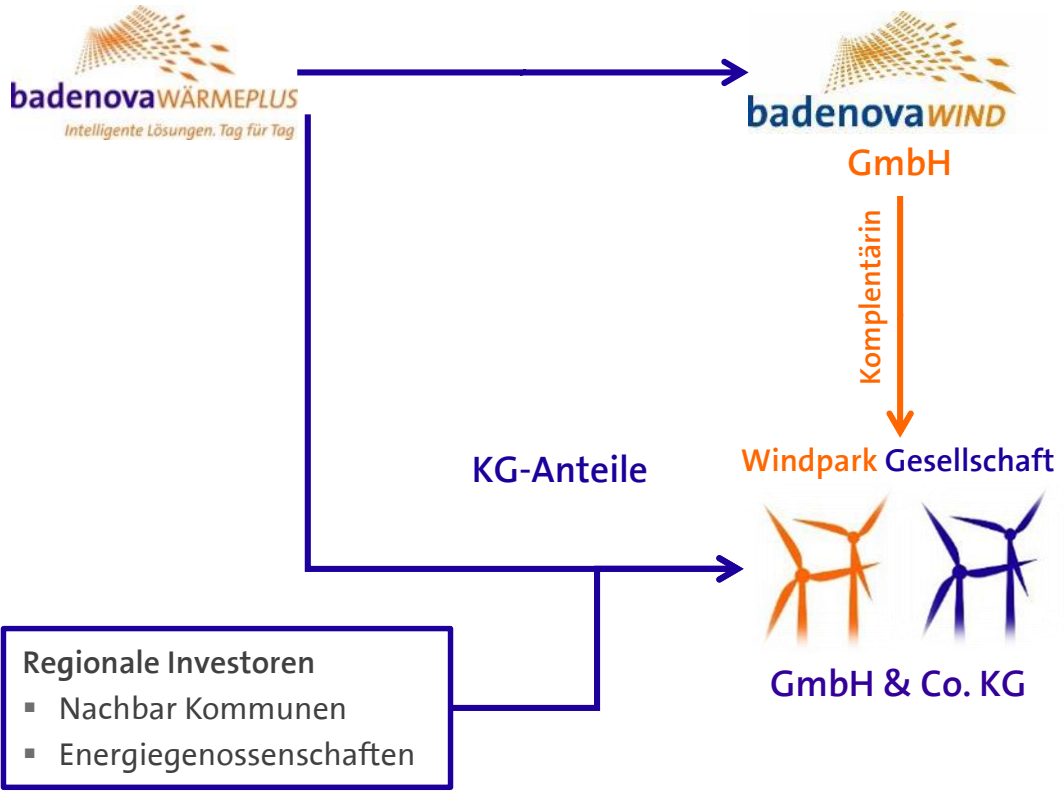 badenovaWÄRMEPLUS
Intelligente Lösungen. Tag für Tag
badenovaWIND
GmbH
Komplentärin
KG-Anteile
Windpark Gesellschaft
GmbH & Co. KG
Regionale Investoren
▪ Nachbar Kommunen
▪ Energiegenossenschaften